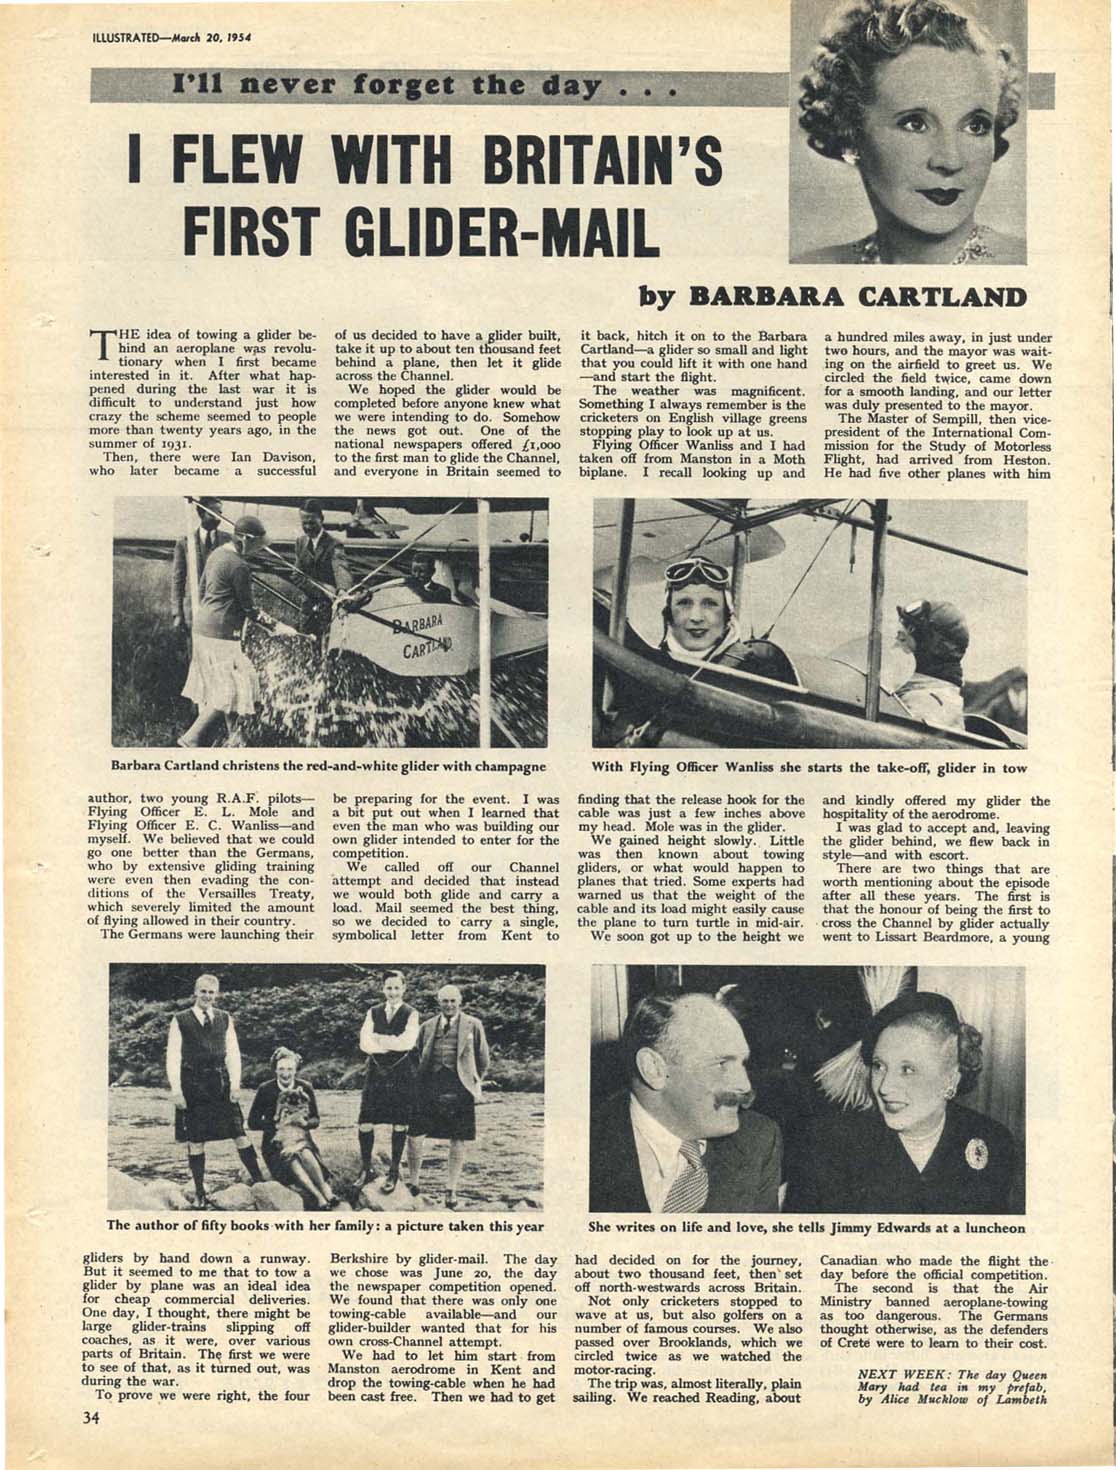 ILLUSTRATED—March 20, 1954
I'll never forget the day . . .
I FLEW WITH BRITAIN'S
FIRST GLIDER-MAIL
by BARBARA CARTLAND
THE idea of towing a glider be-
hind an aeroplane was revolu-
tionary when I first became
interested in it. After what hap-
pened during the last war it is
difficult to understand just how
crazy the scheme seemed to people
more than twenty years ago, in the
summer of 1931.
Then, there were Ian Davison,
who later became a successful
author, two young R.A.F. pilots—
Flying Officer E. L. Mole and
Flying Officer E. C. Wanliss—and
myself. We believed that we could
go one better than the Germans,
who by extensive gliding training
were even then evading the con-
ditions of the Versailles Treaty,
which severely limited the amount
of flying allowed in their country.
The Germans were launching their
gliders by hand down a runway.
But it seemed to me that to tow a
glider by plane was an ideal idea
for cheap commercial deliveries.
One day, I thought, there might be
large glider-trains slipping off
coaches, as it were, over various
parts of Britain. The first we were
to see of that, as it turned out, was
during the war.
To prove we were right, the four
of us decided to have a glider built,
take it up to about ten thousand feet
behind a plane, then let it glide
across the Channel.
We hoped the glider would be
completed before anyone knew what
we were intending to do. Somehow
the news got out. One of the
national newspapers offered £1,000
to the first man to glide the Channel,
and everyone in Britain seemed to
be preparing for the event. I was
a bit put out when I learned that
even the man who was building our
own glider intended to enter for the
competition.
We called off our Channel
attempt and decided that instead
we would both glide and carry a
load. Mail seemed the best thing,
so we decided to carry a single,
symbolical letter from Kent to
Berkshire by glider-mail. The day
we chose was June 20, the day
the newspaper competition opened.
We found that there was only one
towing-cable available—and our
glider-builder wanted that for his
own cross-Channel attempt.
We had to let him start from
Manston aerodrome in Kent and
drop the towing-cable when he had
been cast free. Then we had to get
it back, hitch it on to the Barbara
Cartland—a glider so small and light
that you could lift it with one hand
—and start the flight.
The weather was magnificent.
Something I always remember is the
cricketers on English village greens
stopping play to look up at us.
Flying Officer Wanliss and I had
taken off from Manston in a Moth
biplane. I recall looking up and
finding that the release hook for the
cable was just a few inches above
my head. Mole was in the glider.
We gained height slowly. Little
was then known about towing
gliders, or what would happen to
planes that tried. Some experts had
warned us that the weight of the
cable and its load might easily cause
the plane to turn turtle in mid-air.
We soon got up to the height we
had decided on for the journey,
about two thousand feet, then set
off north-westwards across Britain.
Not only cricketers stopped to
wave at us, but also golfers on a
number of famous courses. We also
passed over Brooklands, which we
circled twice as we watched the
motor-racing.
The trip was, almost literally, plain
sailing. We reached Reading, about
a hundred miles away, in just under
two hours, and the mayor was wait-
ing on the airfield to greet us. We
circled the field twice, came down
for a smooth landing, and our letter
was duly presented to the mayor.
The Master of Sempill, then vice-
president of the International Com-
mission for the Study of Motorless
Flight, had arrived from Heston.
He had five other planes with him
and kindly offered my glider the
hospitality of the aerodrome.
I was glad to accept and, leaving
the glider behind, we flew back in
style—and with escort.
There are two things that are
worth mentioning about the episode
after all these years. The first is
that the honour of being the first to
cross the Channel by glider actually
went to Lissart Beardmore, a young
Canadian who made the flight the
day before the official competition.
The second is that the Air
Ministry banned aeroplane-towing
as too dangerous. The Germans
thought otherwise, as the defenders
of Crete were to learn to their cost.
NEXT WEEK: The day Queen
Mary had tea in my prefab,
by Alice Mucklow of Lambeth
BARBARA
CARTLAND
Barbara Cartland christens the red-and-white glider with champagne
With Flying Officer Wanliss she starts the take-off, glider in tow
The author of fifty books with her family: a picture taken this year
She writes on life and love, she tells Jimmy Edwards at a luncheon
34